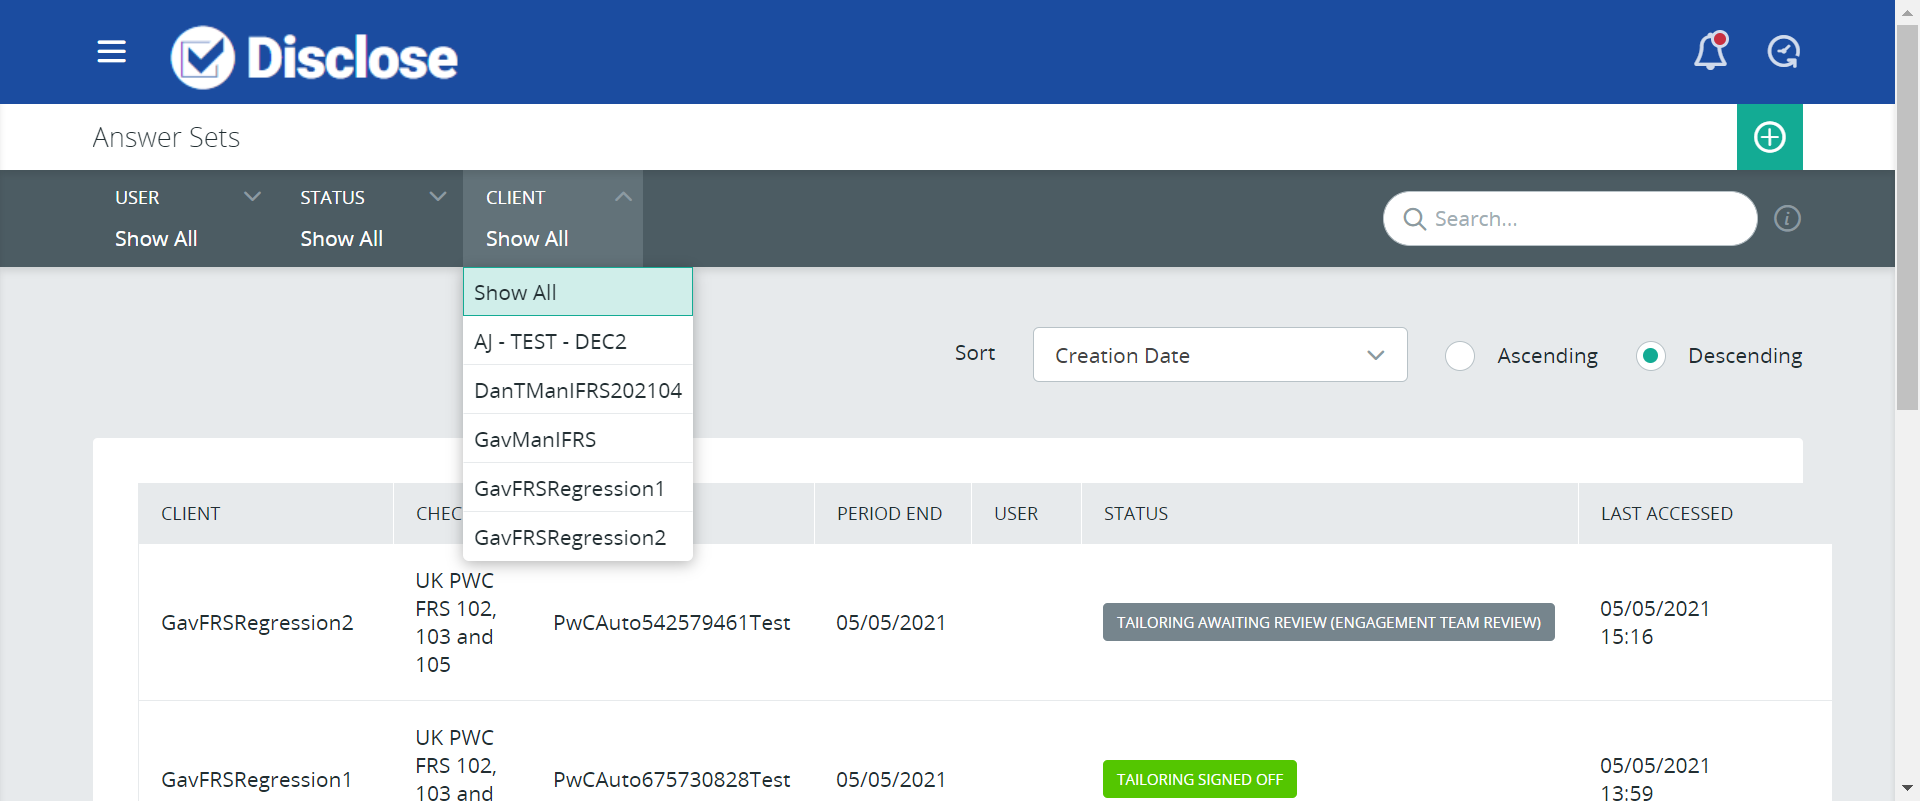 Disclose
Answer Sets
USER
Show All
STATUS
Show All
CLIENT
Show All
Search...
Show All
AJ - TEST - DEC2
DanTManIFRS202104
GavManIFRS
GavFRSRegression1
GavFRSRegression2
Sort
Creation Date
Ascending
Descending
CLIENT
CHEC
PERIOD END
USER
STATUS
LAST ACCESSED
GavFRSRegression2
UK PWC
FRS 102,
103 and
105
PwCAuto542579461Test
05/05/2021
TAILORING AWAITING REVIEW (ENGAGEMENT TEAM REVIEW)
05/05/2021
15:16
GavFRSRegression1
UK PWC
FRS 102,
103 and
PwCAuto675730828Test
05/05/2021
TAILORING SIGNED OFF
05/05/2021
13:59